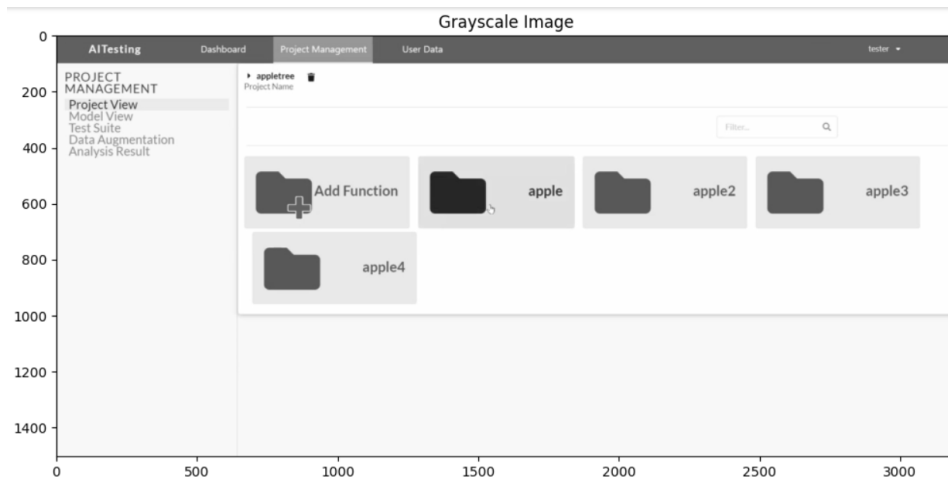 Grayscale Image
AITesting Dashboard Project Management User Data tester
PROJECT
MANAGEMENT
Project View
Model View
Test Suite
Data Augmentation
Analysis Result
appletree
Project Name
Filter...
Add Function
apple
apple2
apple3
apple4
0
200
400
600
800
1000
1200
1400
0 500 1000 1500 2000 2500 3000